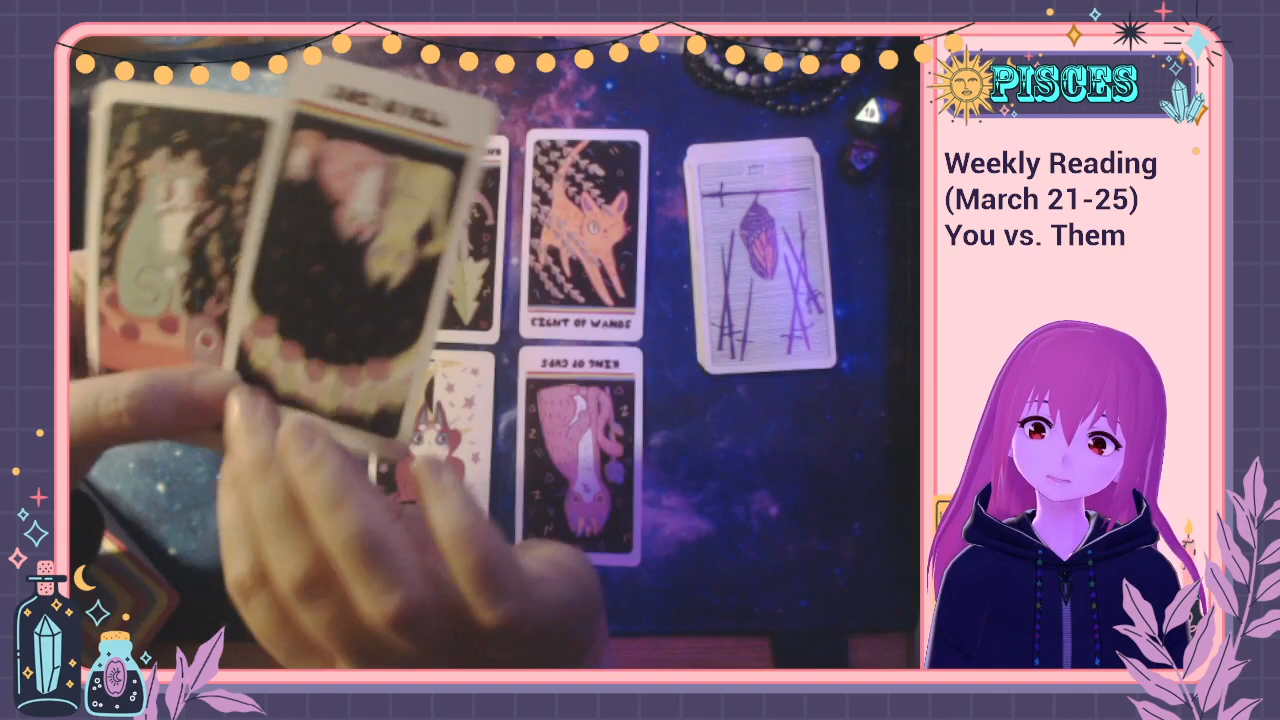 PISCES
Weekly Reading
(March 21-25)
You vs. Them
EIGHT OF WANDS
KING OF CUPS